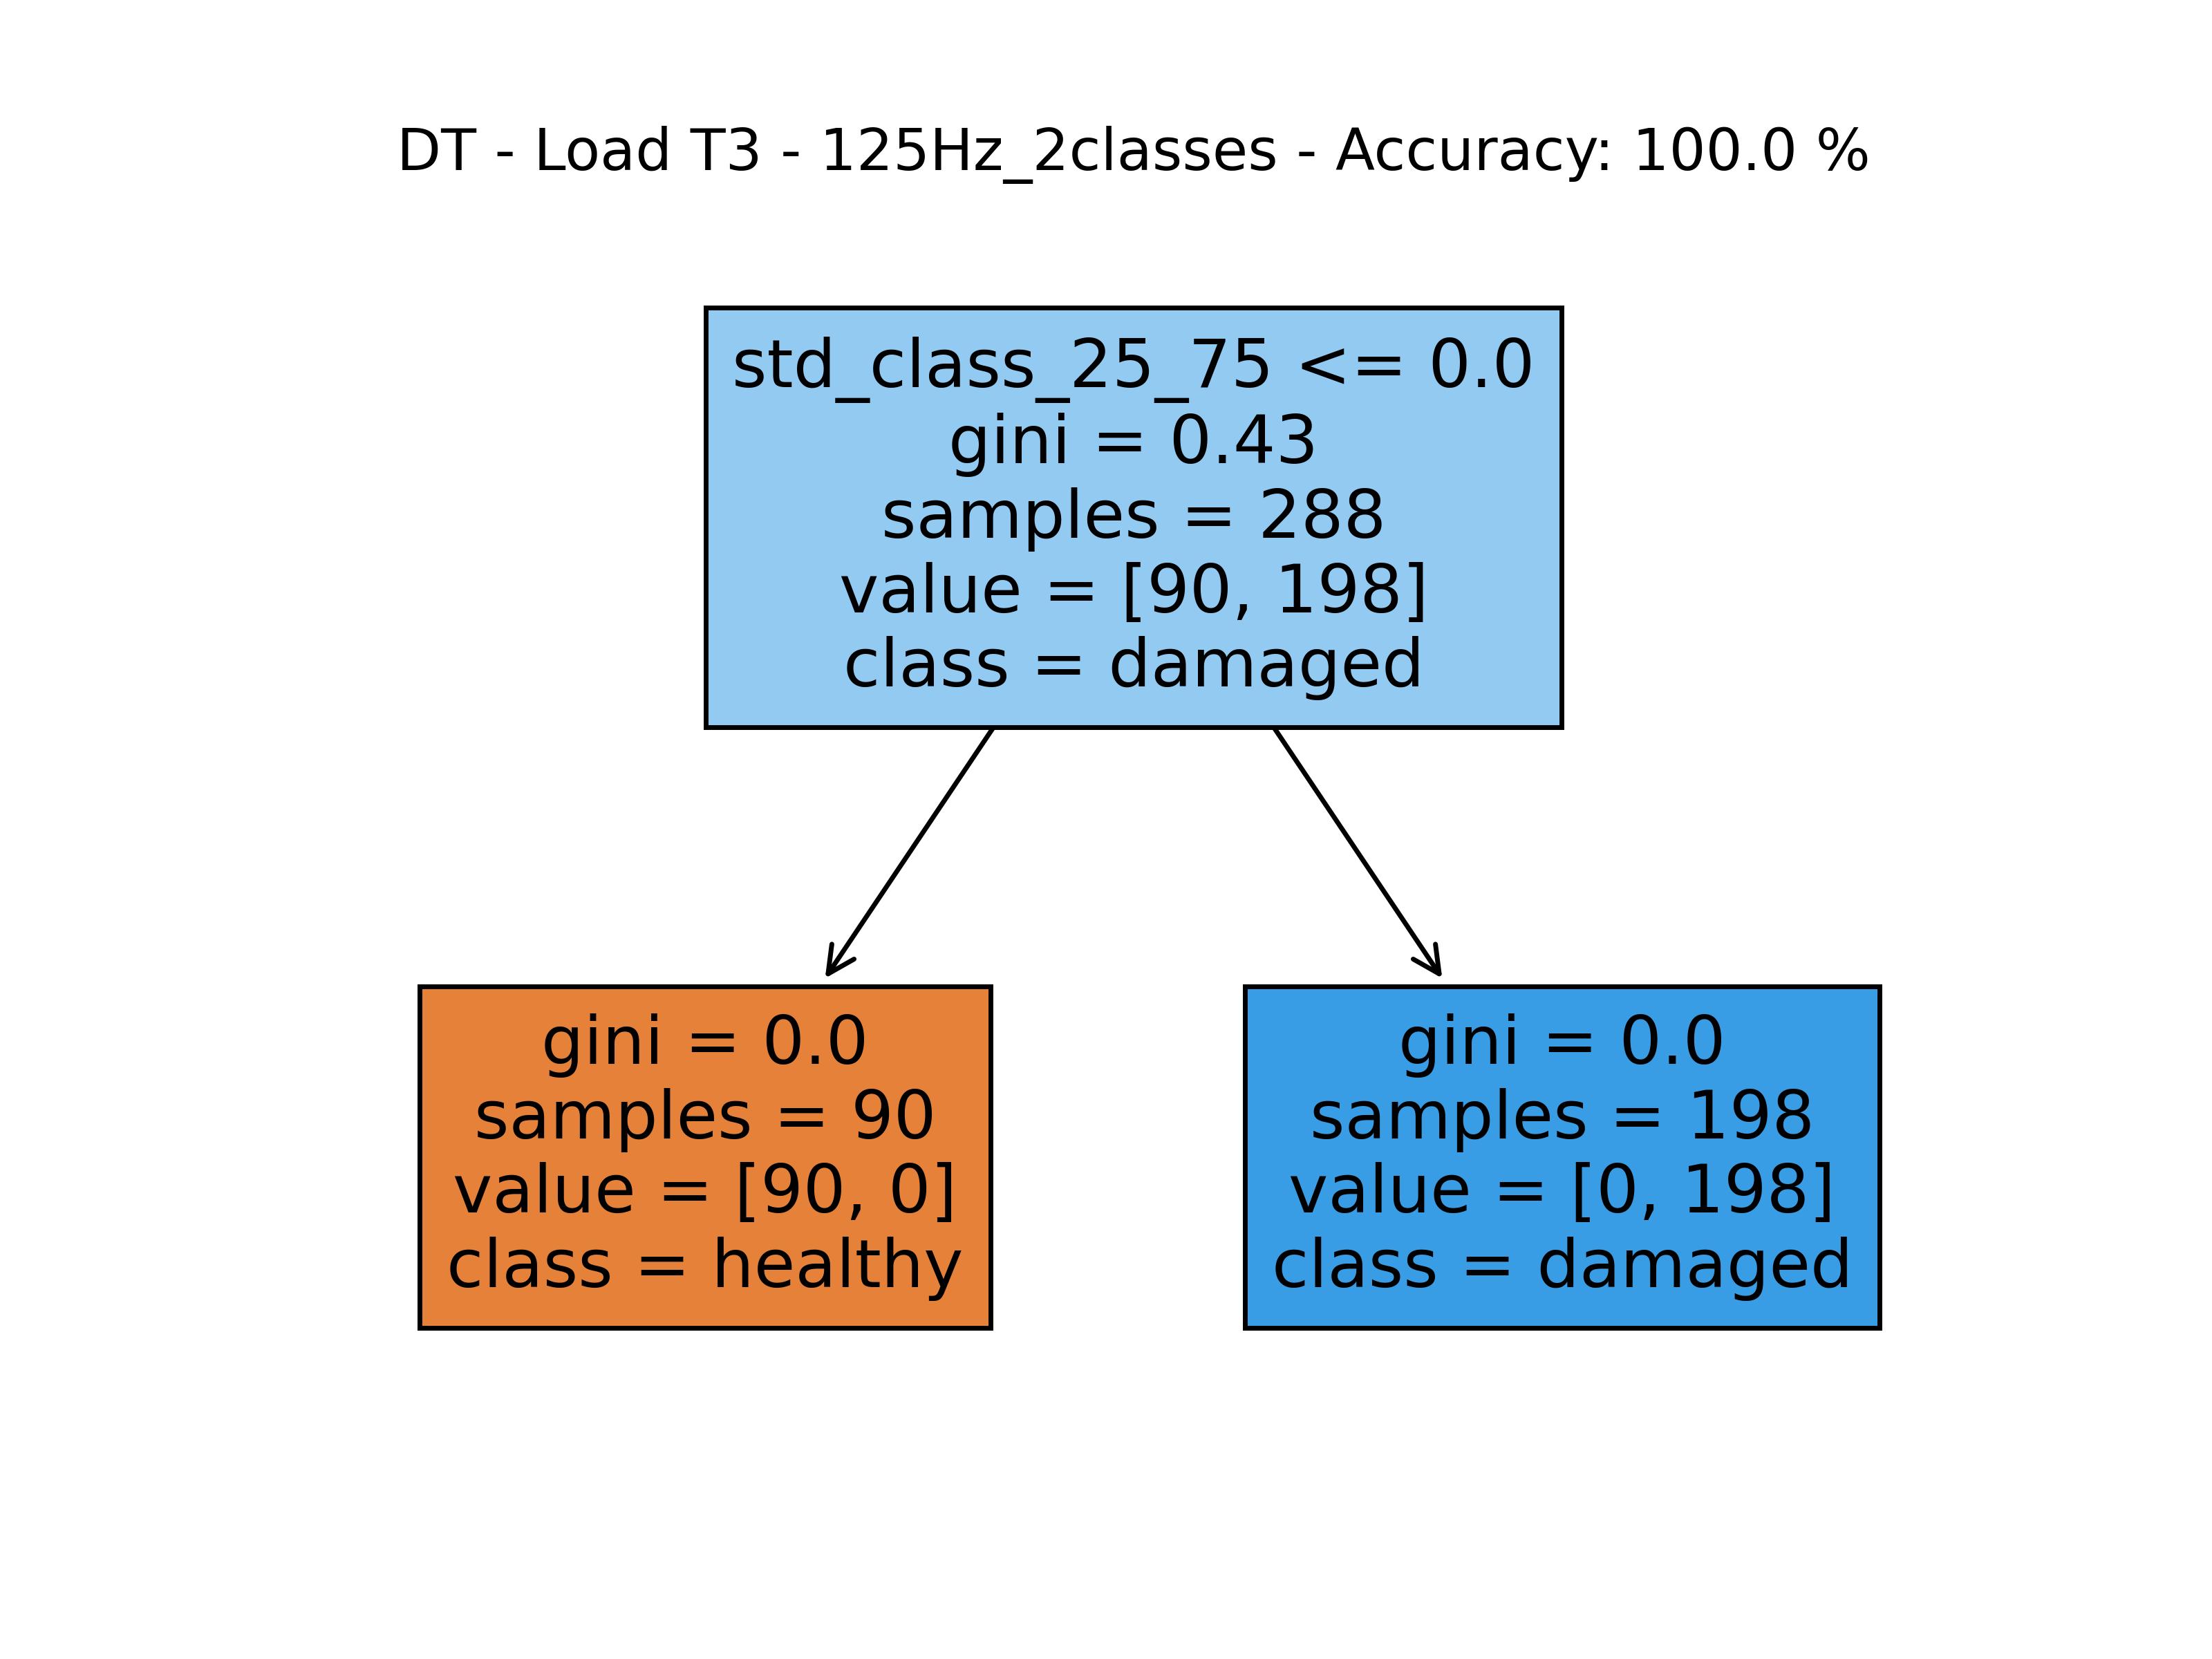 DT - Load T3 - 125Hz_2classes - Accuracy: 100.0 %
std_class_25_75 <= 0.0
gini = 0.43
samples = 288
value = [90, 198]
class = damaged
gini = 0.0
samples = 90
value = [90, 0]
class = healthy
gini = 0.0
samples = 198
value = [0, 198]
class = damaged